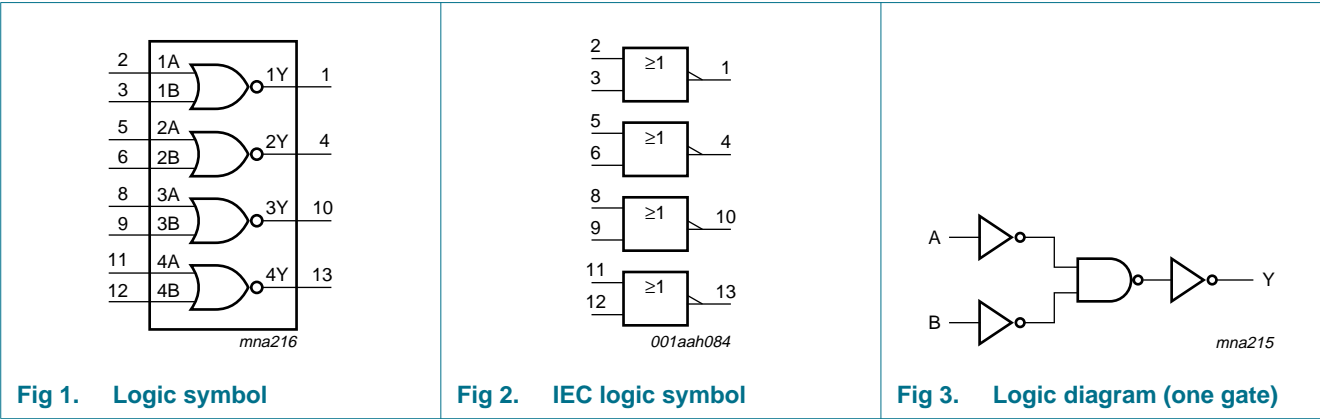 2 1A 1Y 1
3 1B
5 2A 2Y 4
6 2B
8 3A 3Y 10
9 3B
11 4A 4Y 13
12 4B
mna216
Fig 1. Logic symbol
2 ≥1 1
3
5 ≥1 4
6
8 ≥1 10
9
11 ≥1 13
12
001aah084
Fig 2. IEC logic symbol
A
Y
B
mna215
Fig 3. Logic diagram (one gate)